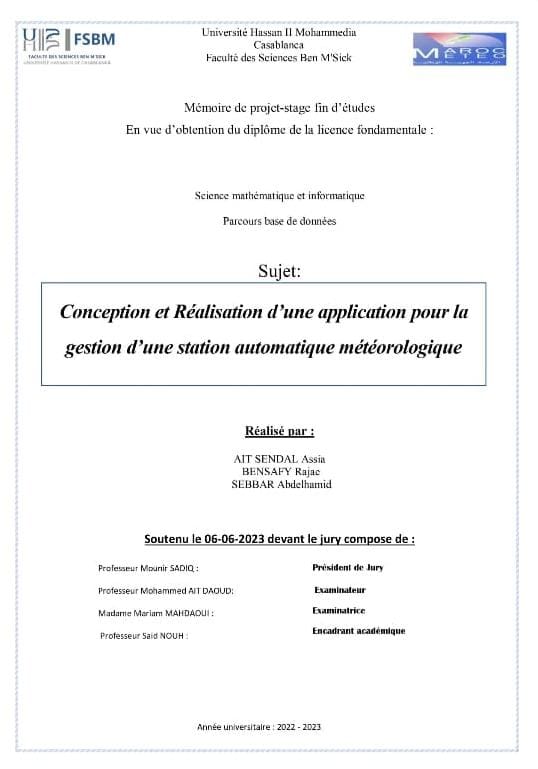 FSBM
FACULTÉ DES SCIENCES BEN M'SICK
UNIVERSITÉ HASSAN II DE CASABLANCA
Université Hassan II Mohammedia
Casablanca
Faculté des Sciences Ben M'Sick
MAROC
METEO
Mémoire de projet-stage fin d'études
En vue d'obtention du diplôme de la licence fondamentale :
Science mathématique et informatique
Parcours base de données
Sujet:
Conception et Réalisation d'une application pour la
gestion d'une station automatique météorologique
Réalisé par :
AIT SENDAL Assia
BENSAFY Rajae
SEBBAR Abdelhamid
Soutenu le 06-06-2023 devant le jury compose de :
Professeur Mounir SADIQ : Président de Jury
Professeur Mohammed AIT DAOUD: Examinateur
Madame Mariam MAHDAOUI : Examinatrice
Professeur Said NOUH : Encadrant académique
Année universitaire : 2022 - 2023